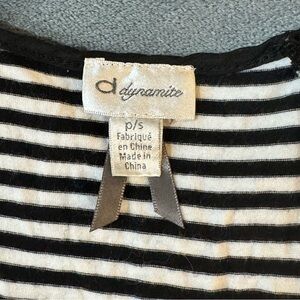 d dynamite
p/s
Fabriqué
en Chine
Made in
China